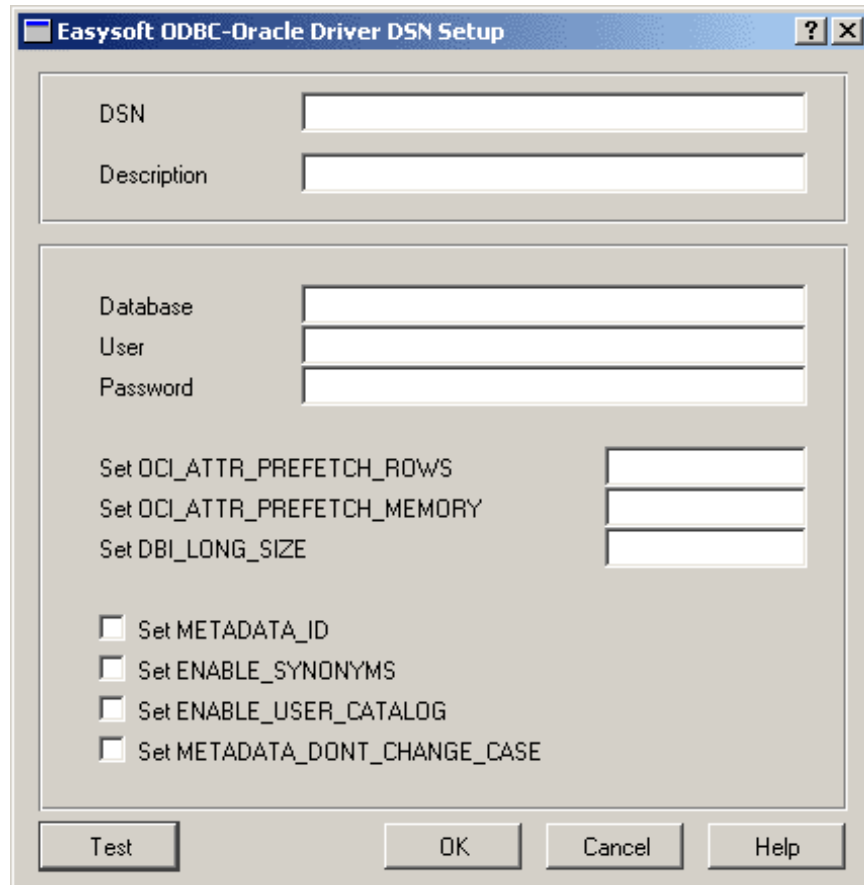 Easysoft ODBC-Oracle Driver DSN Setup
DSN
Description
Database
User
Password
Set OCI_ATTR_PREFETCH_ROWS
Set OCI_ATTR_PREFETCH_MEMORY
Set DBI_LONG_SIZE
Set METADATA_ID
Set ENABLE_SYNONYMS
Set ENABLE_USER_CATALOG
Set METADATA_DONT_CHANGE_CASE
Test OK Cancel Help